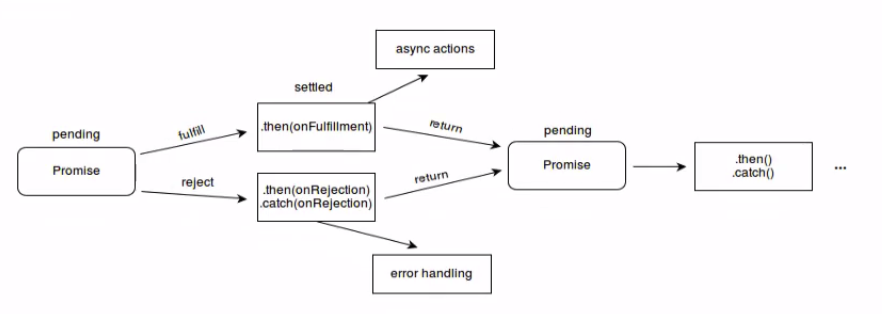 async actions
settled
.then(onFulfillment)
fulfill
return
pending
Promise
pending
Promise
reject
.then(onRejection)
.catch(onRejection)
return
.then()
.catch()
...
error handling